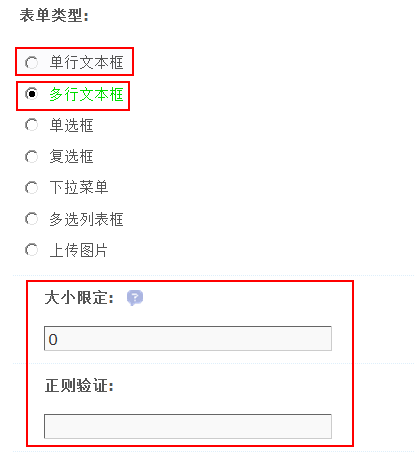 表单类型:
单行文本框
多行文本框
单选框
复选框
下拉菜单
多选列表框
上传图片
大小限定: ?
0
正则验证: